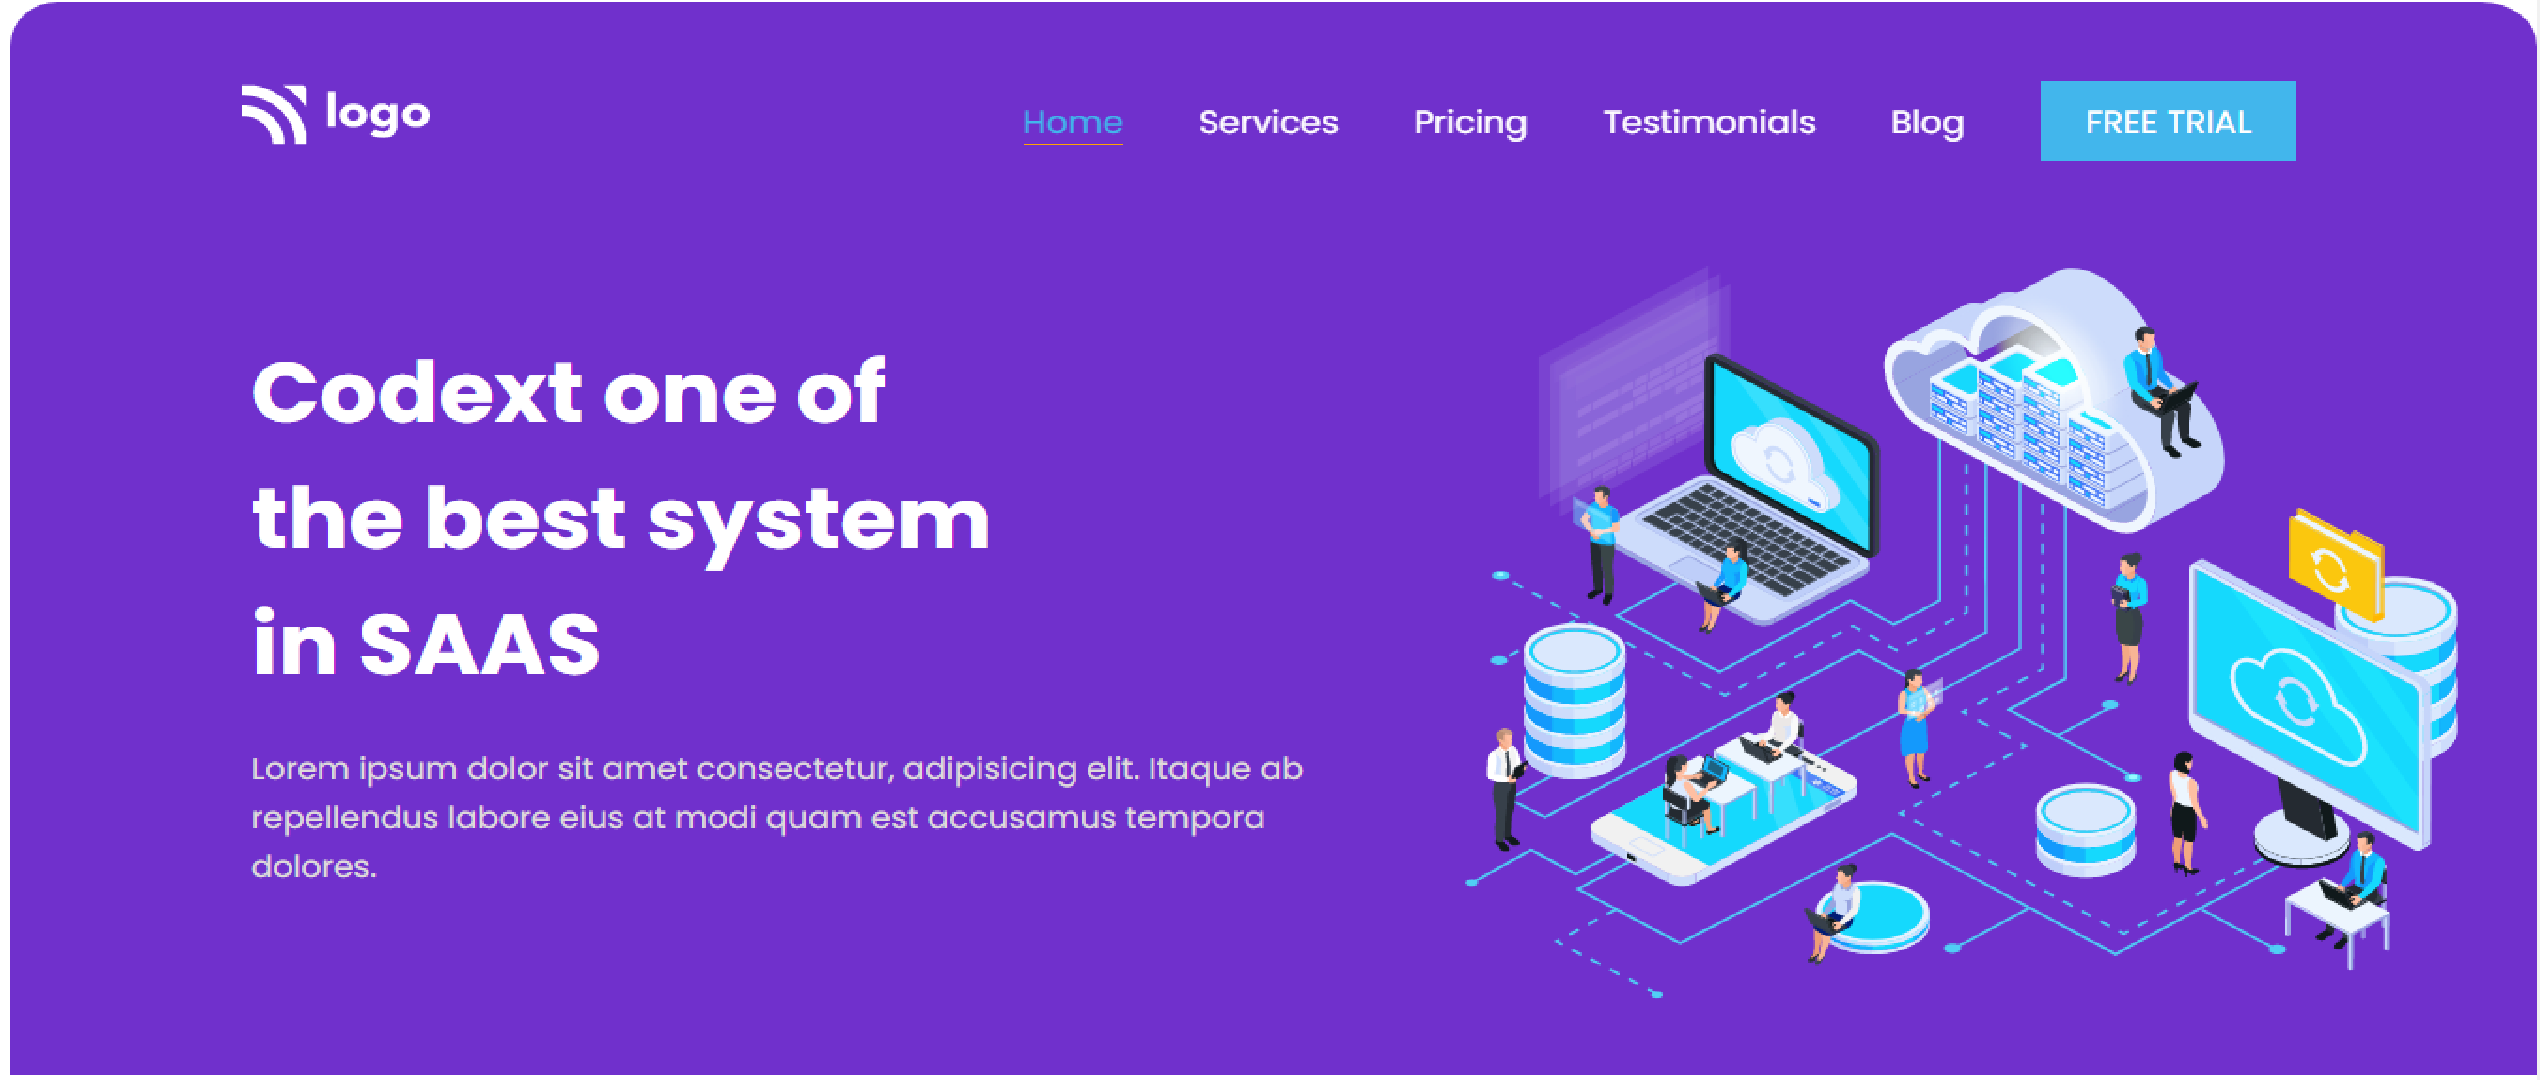 logo
Home Services Pricing Testimonials Blog FREE TRIAL
Codext one of
the best system
in SAAS
Lorem ipsum dolor sit amet consectetur, adipisicing elit. Itaque ab
repellendus labore eius at modi quam est accusamus tempora
dolores.